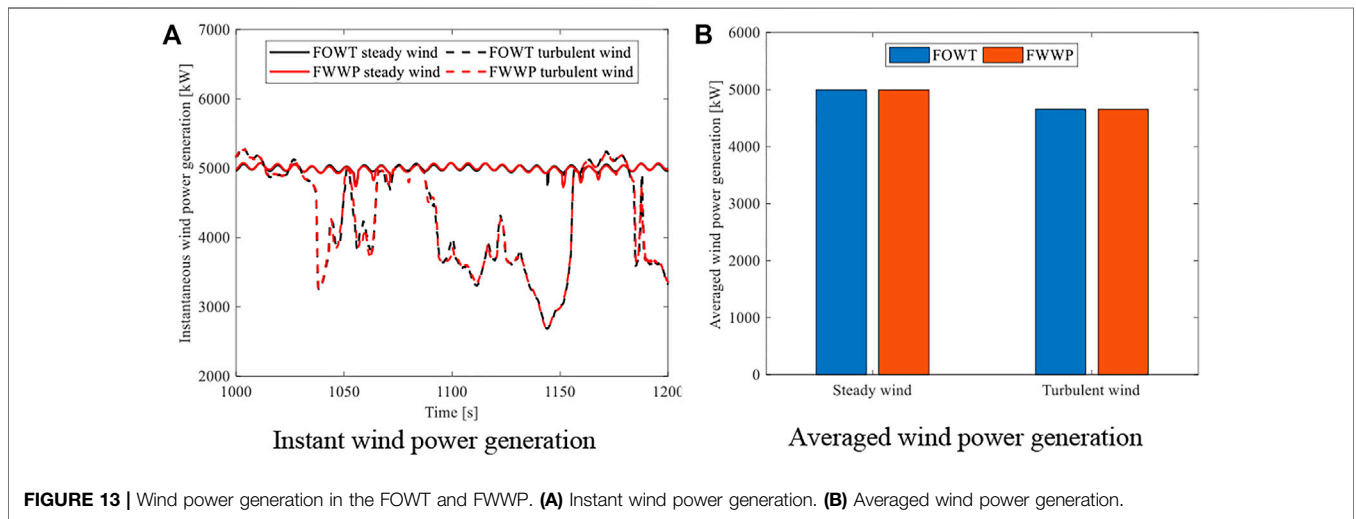 A
Instantaneous wind power generation [kW]
7000
6000
5000
4000
3000
2000
FOWT steady wind FOWT turbulent wind
FWWP steady wind FWWP turbulent wind
1000 1050 1100 1150 1200
Time [s]
Instant wind power generation
B
Averaged wind power generation [kW]
6000
5000
4000
3000
2000
1000
0
FOWT FWWP
Steady wind Turbulent wind
Averaged wind power generation
FIGURE 13 | Wind power generation in the FOWT and FWWP. (A) Instant wind power generation. (B) Averaged wind power generation.